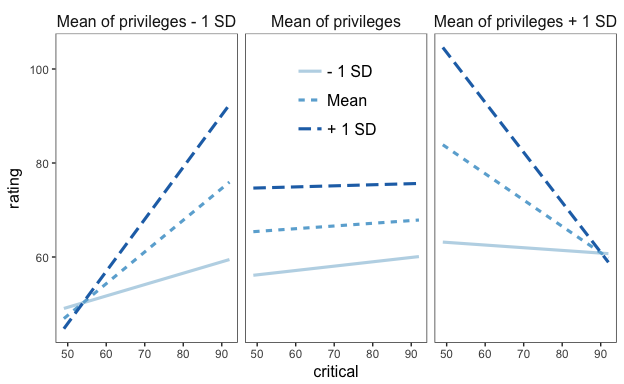 Mean of privileges - 1 SD
Mean of privileges
Mean of privileges + 1 SD
- 1 SD
Mean
+ 1 SD
100
80
60
rating
50 60 70 80 90
50 60 70 80 90
50 60 70 80 90
critical